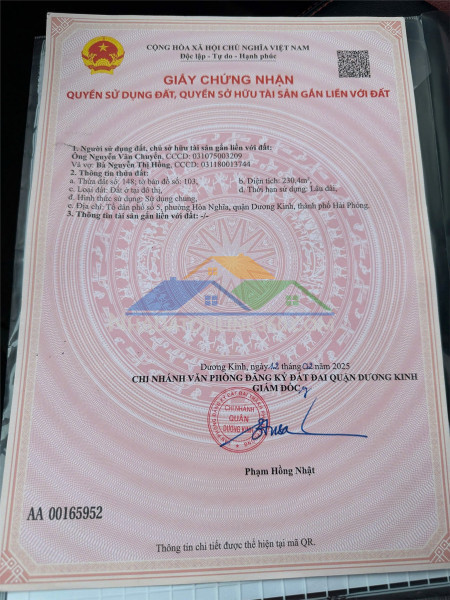 CỘNG HÒA XÃ HỘI CHỦ NGHĨA VIỆT NAM
Độc lập - Tự do - Hạnh phúc
GIẤY CHỨNG NHẬN
QUYỀN SỬ DỤNG ĐẤT, QUYỀN SỞ HỮU TÀI SẢN GẮN LIỀN VỚI ĐẤT
1. Người sử dụng đất, chủ sở hữu tài sản gắn liền với đất:
Ông Nguyễn Văn Chuyển, CCCD: 031075003209
Và vợ: Bà Nguyễn Thị Hồng, CCCD: 031180013744
2. Thông tin thửa đất:
a. Thửa đất số: 148; tờ bản đồ số: 103, b. Diện tích: 230,4m²,
c. Loại đất: Đất ở tại đô thị, d. Thời hạn sử dụng: Lâu dài,
đ. Hình thức sử dụng: Sử dụng chung,
e. Địa chỉ: Tổ dân phố số 5, phường Hòa Nghĩa, quận Dương Kinh, thành phố Hải Phòng.
3. Thông tin tài sản gắn liền với đất: -/-
Dương Kinh, ngày 12 tháng 02 năm 2025
CHI NHÁNH VĂN PHÒNG ĐĂNG KÝ ĐẤT ĐAI QUẬN DƯƠNG KINH
GIÁM ĐỐC
CHI NHÁNH
QUẬN
DƯƠNG KINH
Phạm Hồng Nhật
AA 00165952
Thông tin chi tiết được thể hiện tại mã QR.